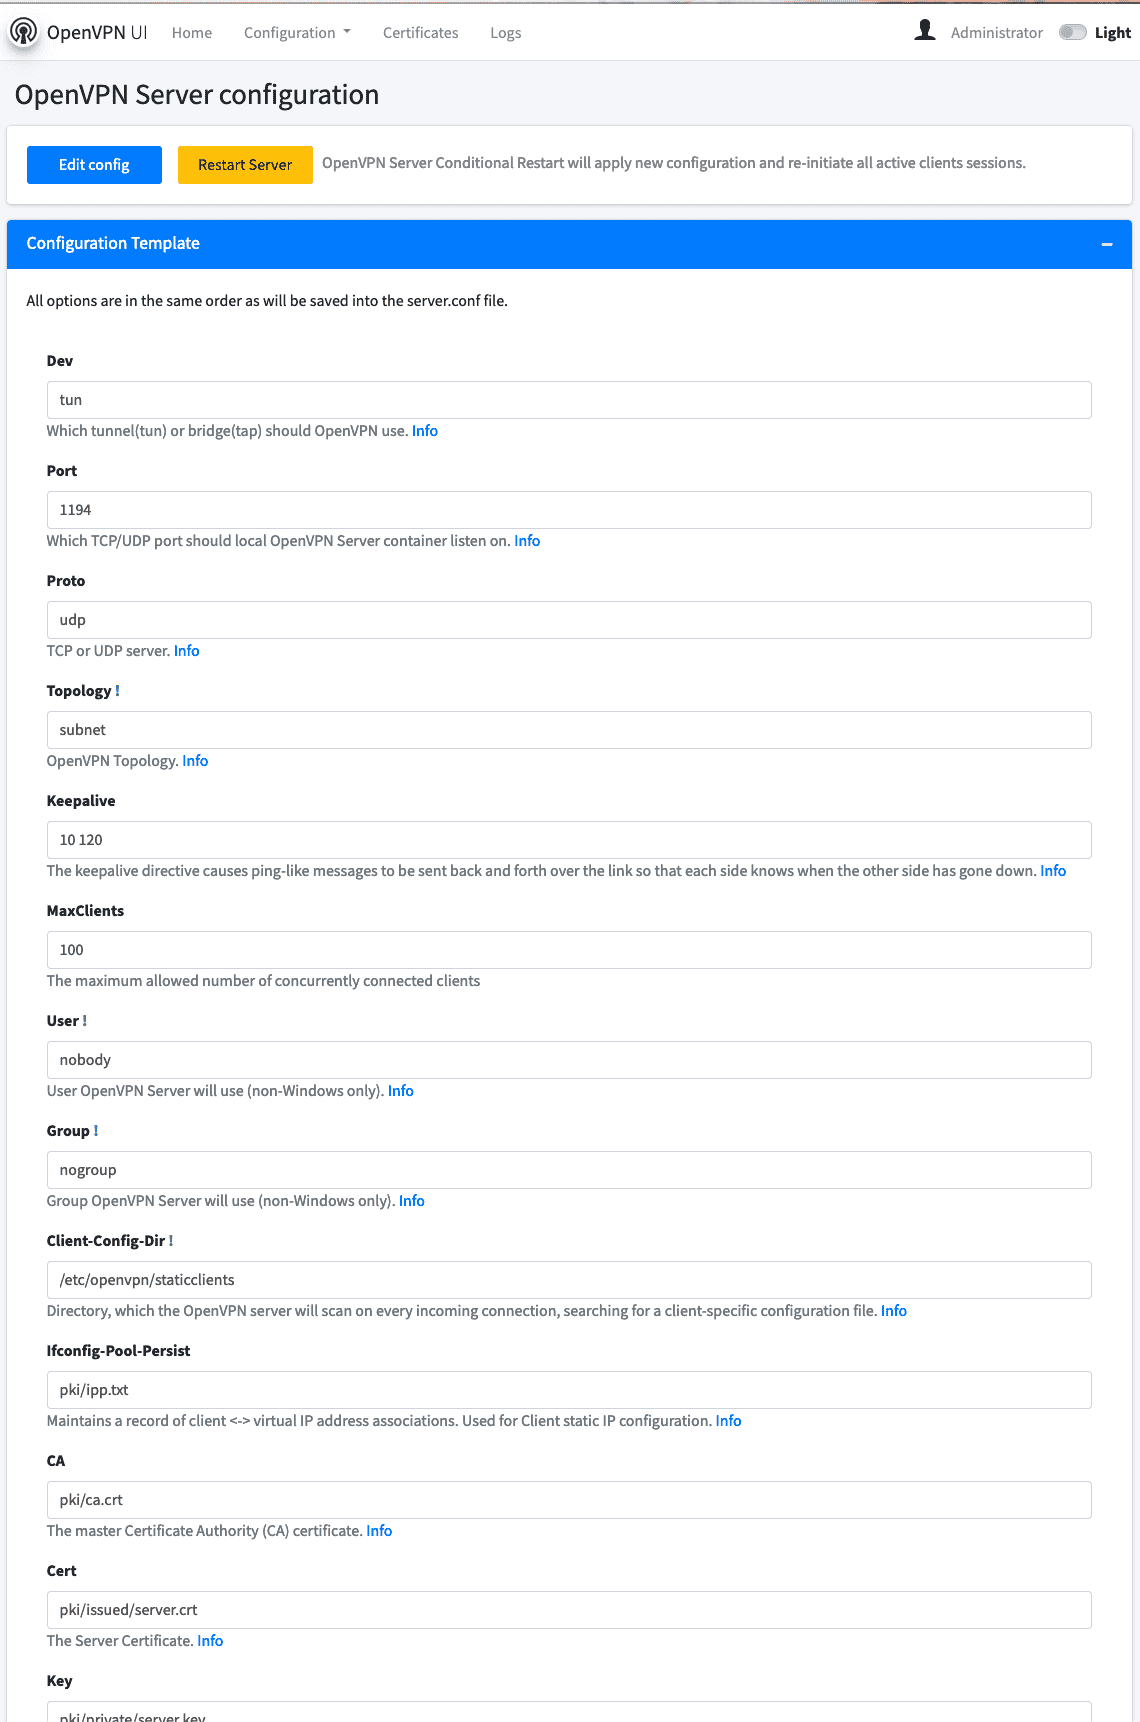 OpenVPN UI Home Configuration Certificates Logs Administrator Light
OpenVPN Server configuration
Edit config Restart Server OpenVPN Server Conditional Restart will apply new configuration and re-initiate all active clients sessions.
Configuration Template
All options are in the same order as will be saved into the server.conf file.
Dev
tun
Which tunnel(tun) or bridge(tap) should OpenVPN use. Info
Port
1194
Which TCP/UDP port should local OpenVPN Server container listen on. Info
Proto
udp
TCP or UDP server. Info
Topology !
subnet
OpenVPN Topology. Info
Keepalive
10 120
The keepalive directive causes ping-like messages to be sent back and forth over the link so that each side knows when the other side has gone down. Info
MaxClients
100
The maximum allowed number of concurrently connected clients
User !
nobody
User OpenVPN Server will use (non-Windows only). Info
Group !
nogroup
Group OpenVPN Server will use (non-Windows only). Info
Client-Config-Dir !
/etc/openvpn/staticclients
Directory, which the OpenVPN server will scan on every incoming connection, searching for a client-specific configuration file. Info
Ifconfig-Pool-Persist
pki/ipp.txt
Maintains a record of client <-> virtual IP address associations. Used for Client static IP configuration. Info
CA
pki/ca.crt
The master Certificate Authority (CA) certificate. Info
Cert
pki/issued/server.crt
The Server Certificate. Info
Key
pki/private/server.key